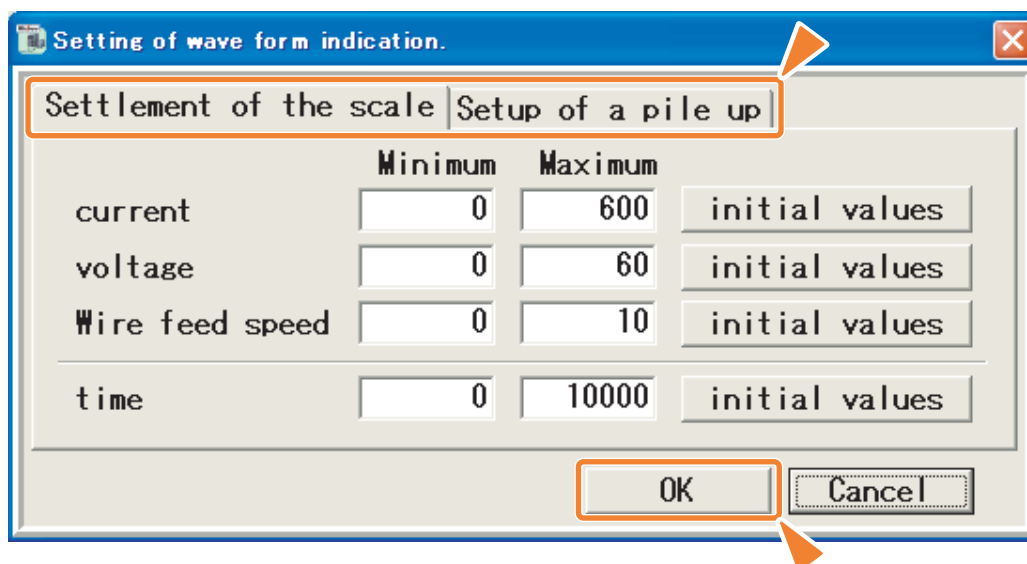 Setting of wave form indication.
Settlement of the scale Setup of a pile up
Minimum Maximum
current 0 600 initial values
voltage 0 60 initial values
Wire feed speed 0 10 initial values
time 0 10000 initial values
OK Cancel